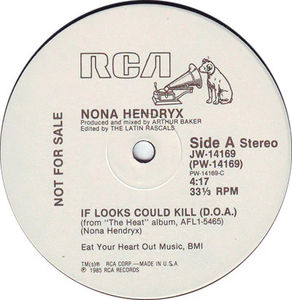 RCA
NONA HENDRYX
Produced and mixed by ARTHUR BAKER
Edited by THE LATIN RASCALS
NOT FOR SALE
Side A Stereo
JW-14169
(PW-14169)
PW-14169-C
4:17
33⅓ RPM
IF LOOKS COULD KILL (D.O.A.)
(from "The Heat" album, AFL1-5465)
(Nona Hendryx)
Eat Your Heart Out Music, BMI
TM(s)® RCA CORP.—MADE IN U.S.A.
℗ 1985 RCA RECORDS